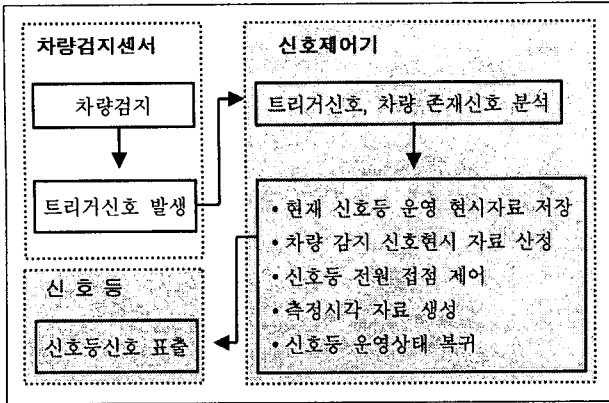 차량검지센서
차량검지
트리거신호 발생
신호제어기
트리거신호, 차량 존재신호 분석
• 현재 신호등 운영 현시자료 저장
• 차량 감지 신호현시 자료 산정
• 신호등 전원 접점 제어
• 측정시각 자료 생성
• 신호등 운영상태 복귀
신 호 등
신호등신호 표출